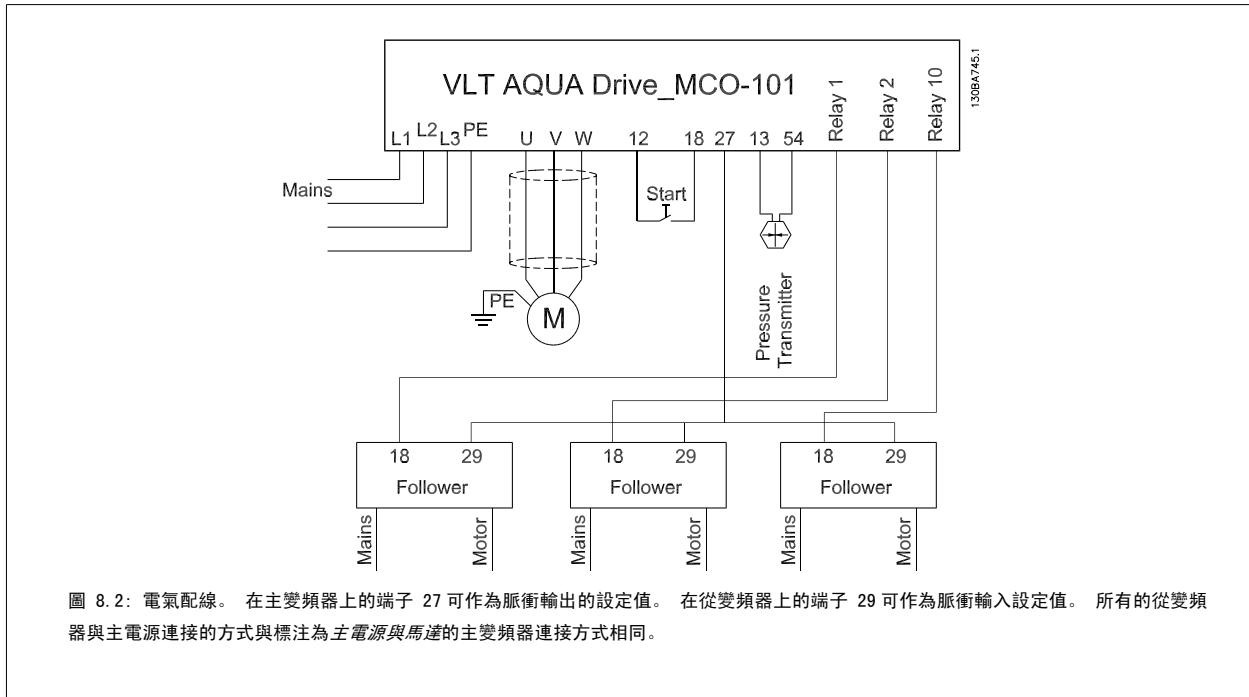 VLT AQUA Drive_MCO-101
Relay 1
Relay 2
Relay 10
130BA745.1
L1 L2 L3 PE U V W 12 18 27 13 54
Mains
Start
PE
M
Pressure
Transmitter
18 29
Follower
Mains
Motor
18 29
Follower
Mains
Motor
18 29
Follower
Mains
Motor
圖 8.2: 電氣配線。 在主變頻器上的端子 27 可作為脈衝輸出的設定值。 在從變頻器上的端子 29 可作為脈衝輸入設定值。 所有的從變頻
器與主電源連接的方式與標注為主電源與馬達的主變頻器連接方式相同。